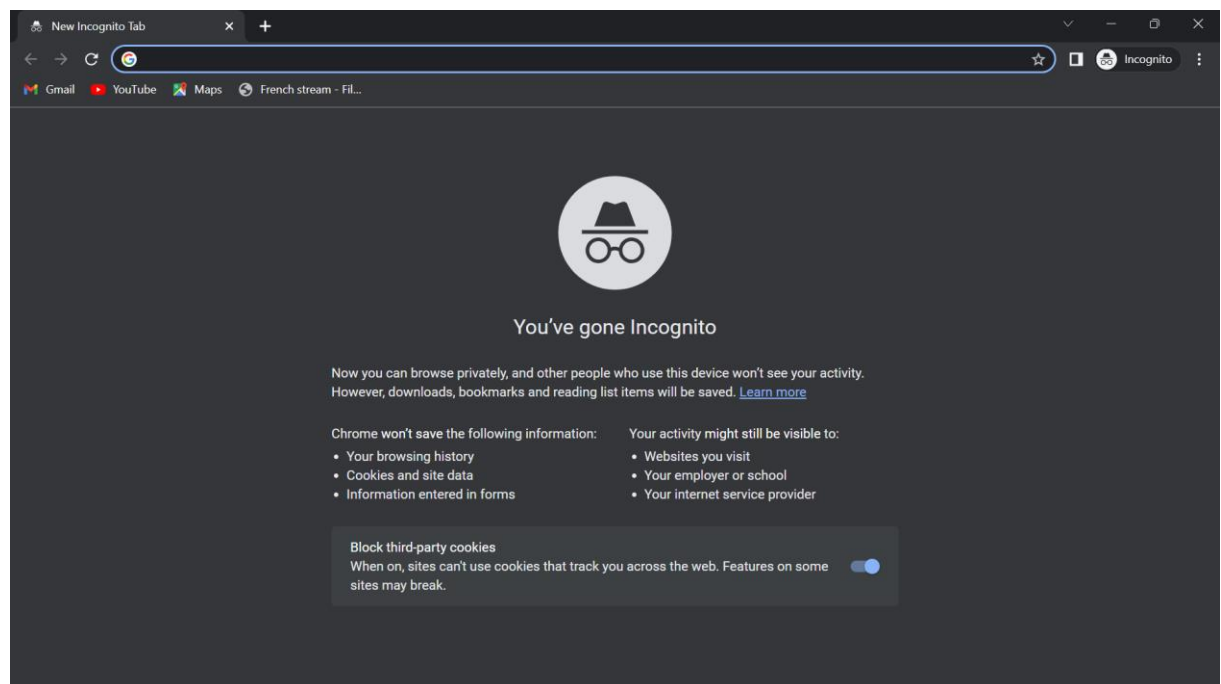 New Incognito Tab
Incognito
Gmail YouTube Maps French stream - Fil...
You've gone Incognito
Now you can browse privately, and other people who use this device won't see your activity.
However, downloads, bookmarks and reading list items will be saved. Learn more
Chrome won't save the following information:
• Your browsing history
• Cookies and site data
• Information entered in forms
Your activity might still be visible to:
• Websites you visit
• Your employer or school
• Your internet service provider
Block third-party cookies
When on, sites can't use cookies that track you across the web. Features on some
sites may break.